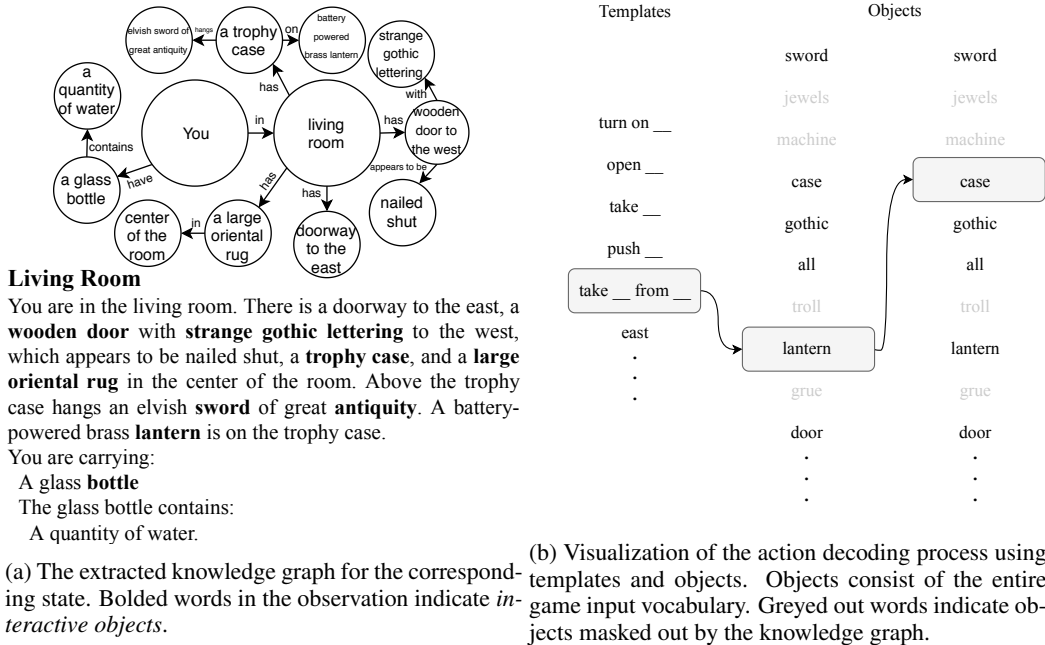 elvish sword of
great antiquity
hangs
a trophy
case
on
battery
powered
brass lantern
strange
gothic
lettering
a
quantity
of water
has
with
You
in
living
room
has
wooden
door to
the west
contains
a glass
bottle
have
has
has
appears to be
nailed
shut
center
of the
room
in
a large
oriental
rug
doorway
to the
east
Living Room
You are in the living room. There is a doorway to the east, a
wooden door with strange gothic lettering to the west,
which appears to be nailed shut, a trophy case, and a large
oriental rug in the center of the room. Above the trophy
case hangs an elvish sword of great antiquity. A battery-
powered brass lantern is on the trophy case.
You are carrying:
A glass bottle
The glass bottle contains:
A quantity of water.
(a) The extracted knowledge graph for the correspond-
ing state. Bolded words in the observation indicate in-
teractive objects.
Templates
turn on __
open __
take __
push __
take __ from __
east
.
.
.
Objects
sword
jewels
machine
case
gothic
all
troll
lantern
grue
door
.
.
.
sword
jewels
machine
case
gothic
all
troll
lantern
grue
door
.
.
.
(b) Visualization of the action decoding process using
templates and objects. Objects consist of the entire
game input vocabulary. Greyed out words indicate ob-
jects masked out by the knowledge graph.